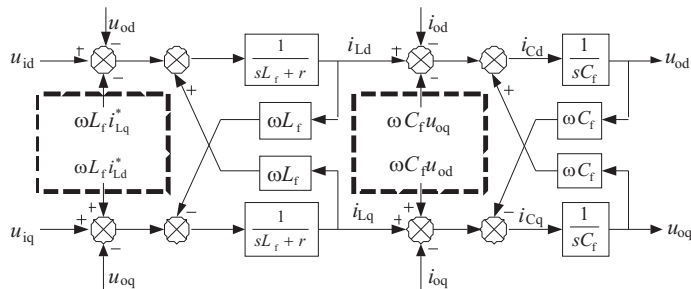 u_od
i_od
u_id + − −
1/(sL_f + r)
i_Ld + − −
i_Cd
1/(sC_f)
u_od
+
+
ωL_f i*_Lq
ωL_f
ωC_f u_oq
ωC_f
ωL_f i*_Ld
ωL_f
ωC_f u_od
ωC_f
+ −
+ −
u_iq + −
1/(sL_f + r)
i_Lq + −
i_Cq
1/(sC_f)
u_oq
u_oq
i_oq